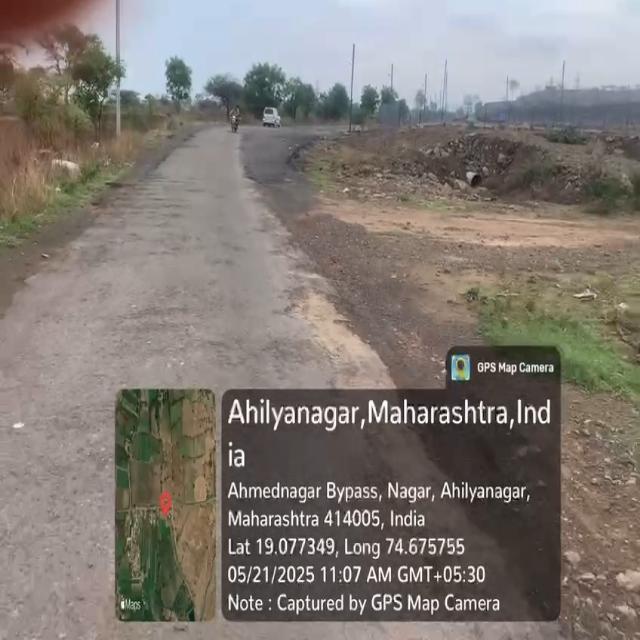 GPS Map Camera
Ahilyanagar,Maharashtra,Ind
ia
Ahmednagar Bypass, Nagar, Ahilyanagar,
Maharashtra 414005, India
Lat 19.077349, Long 74.675755
05/21/2025 11:07 AM GMT+05:30
Note : Captured by GPS Map Camera
Maps